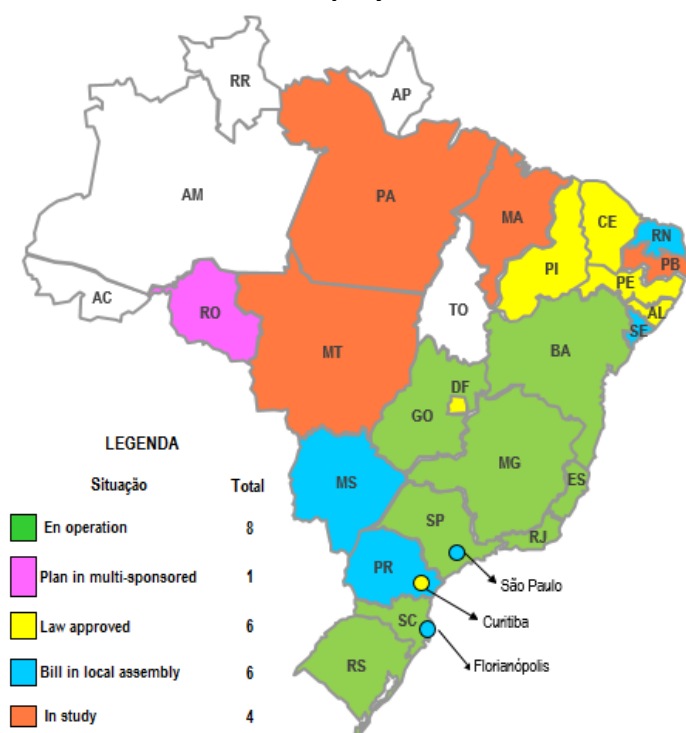 RR
AP
AM
PA
MA
CE
RN
PI
PB
PE
AC
RO
TO
AL
SE
MT
BA
DF
GO
LEGENDA
MG
Situação Total
MS
ES
SP
En operation 8
RJ
PR
Plan in multi-sponsored 1
São Paulo
Curitiba
SC
Law approved 6
Florianópolis
RS
Bill in local assembly 6
In study 4